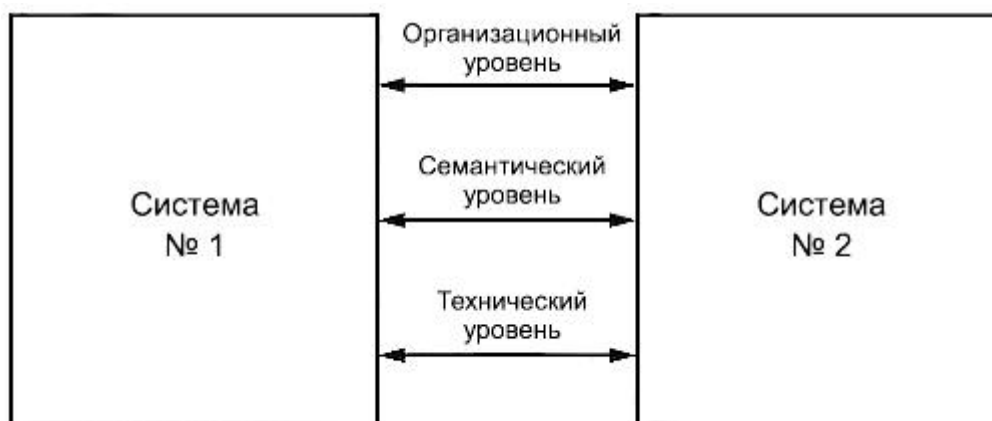 Организационный
уровень
Семантический
уровень
Система
№ 1
Система
№ 2
Технический
уровень